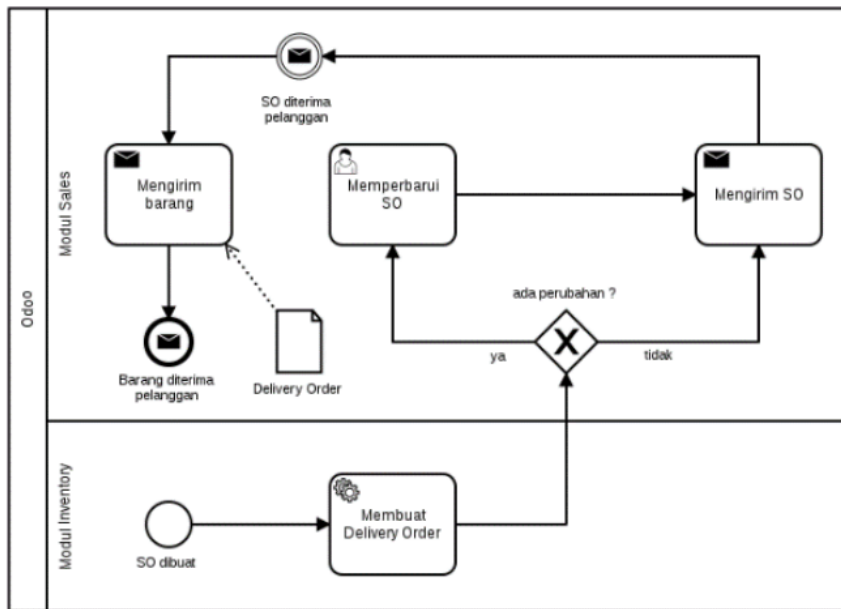 Odoo
Modul Sales
SO diterima
pelanggan
Mengirim
barang
Memperbarui
SO
Mengirim SO
ada perubahan ?
X
ya
tidak
Barang diterima
pelanggan
Delivery Order
Modul Inventory
SO dibuat
Membuat
Delivery Order